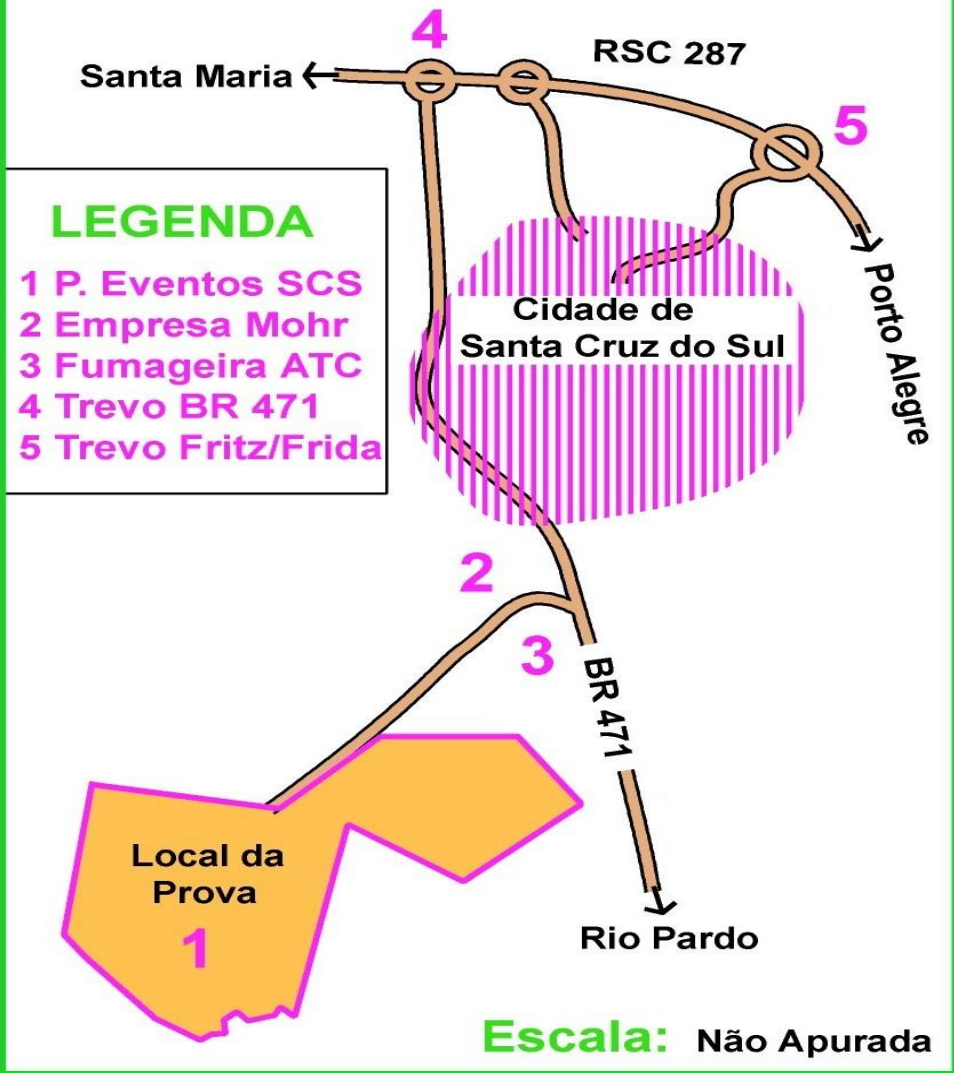 4
Santa Maria
RSC 287
5
LEGENDA
1 P. Eventos SCS
2 Empresa Mohr
3 Fumageira ATC
4 Trevo BR 471
5 Trevo Fritz/Frida
Cidade de
Santa Cruz do Sul
Porto Alegre
2
3
BR 471
Local da
Prova
1
Rio Pardo
Escala: Não Apurada